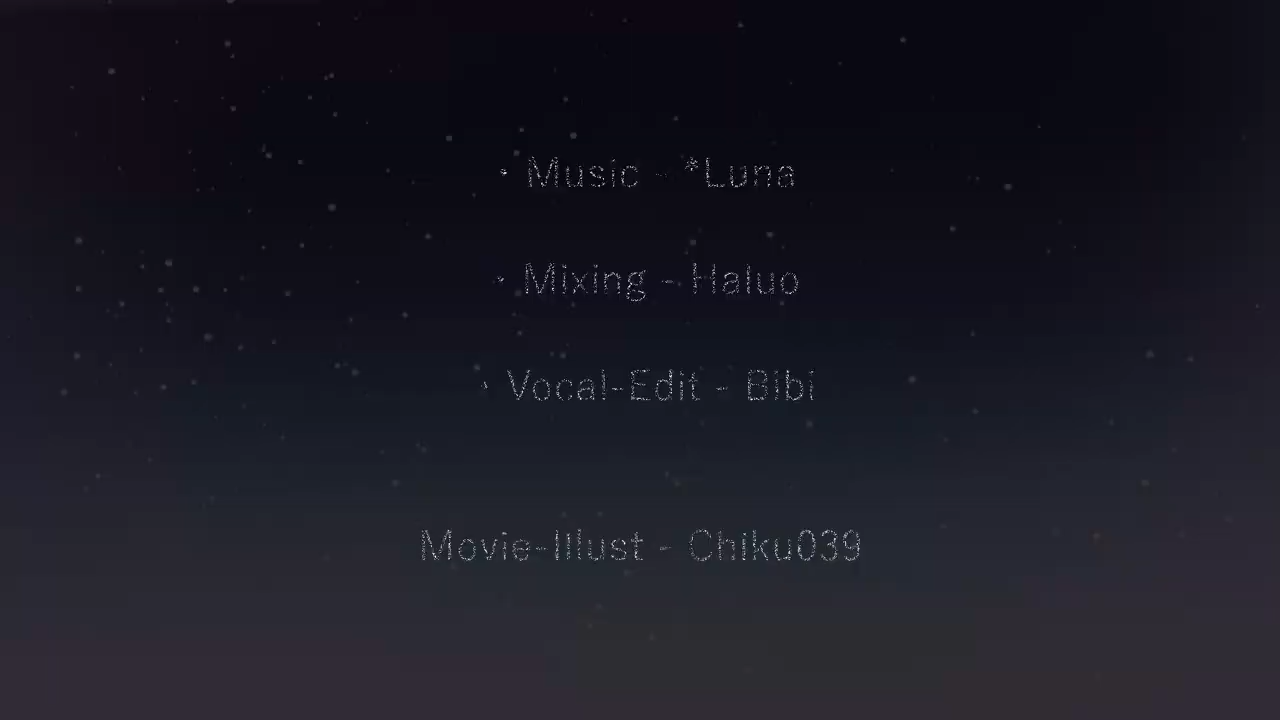 ・Music - *Luna
・Mixing - Haluo
・Vocal-Edit - Bibi
Movie-Illust - Chiku039